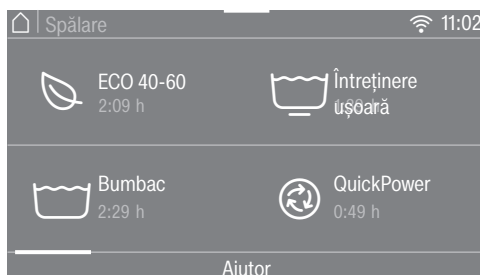 Spălare
11:02
ECO 40-60
2:09 h
Întreținere
ușoară
Bumbac
2:29 h
QuickPower
0:49 h
Ajutor